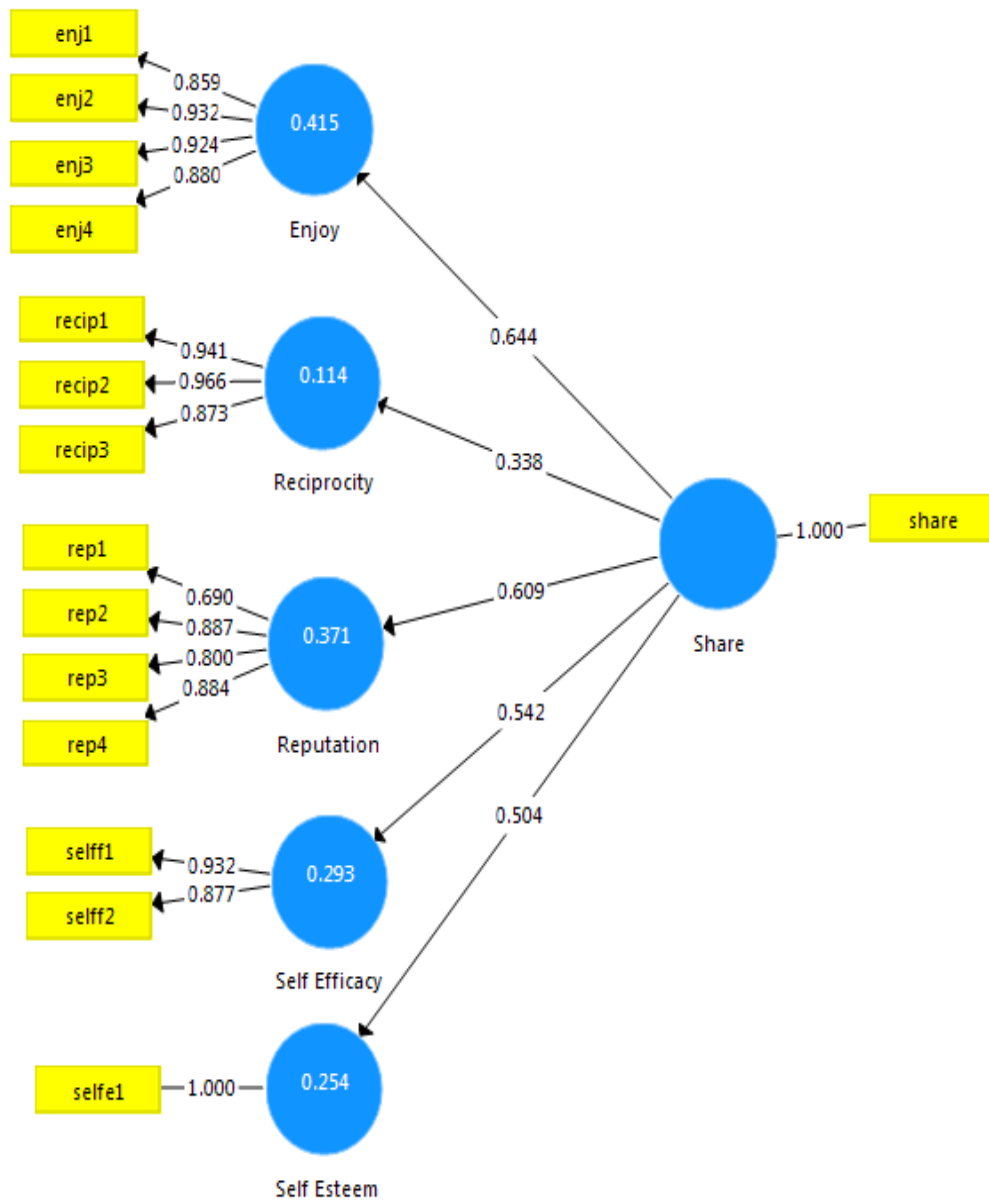 enj1
0.859
enj2
0.932
0.415
enj3
0.924
0.880
enj4
Enjoy
0.644
recip1
0.941
recip2
0.966
0.114
recip3
0.873
Reciprocity
0.338
rep1
0.690
rep2
0.887
0.371
rep3
0.800
0.884
rep4
Reputation
0.609
share
1.000
Share
0.542
0.504
selff1
0.932
0.293
selff2
0.877
Self Efficacy
selfe1
1.000
0.254
Self Esteem